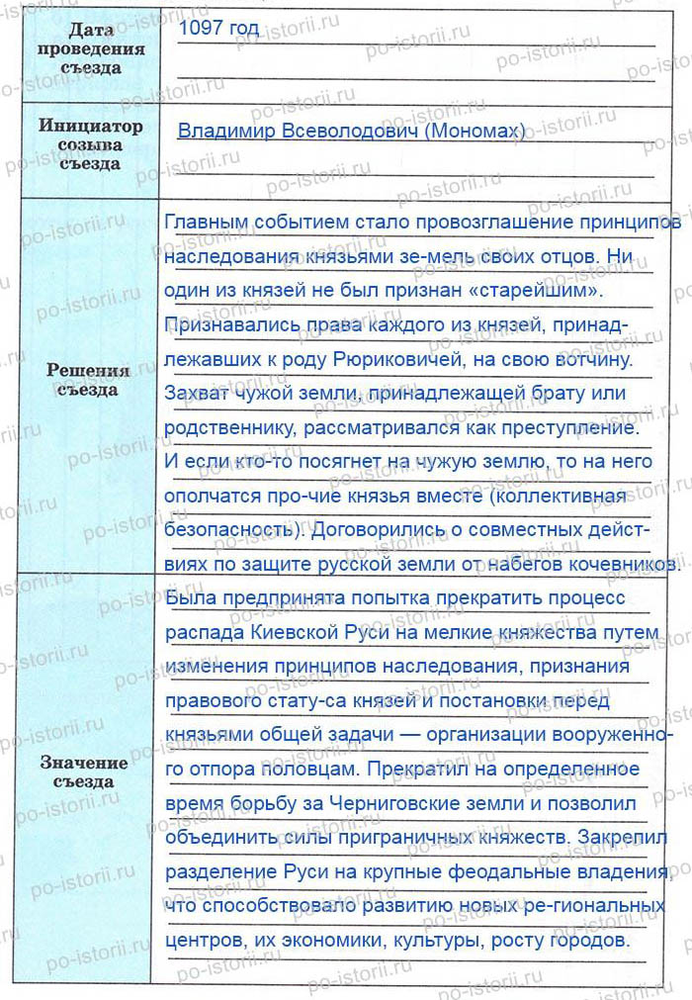 Дата
проведения
съезда
1097 год
Инициатор
созыва
съезда
Владимир Всеволодович (Мономах)
Решения
съезда
Главным событием стало провозглашение принципов
наследования князьями зе-мель своих отцов. Ни
один из князей не был признан «старейшим».
Признавались права каждого из князей, принад-
лежавших к роду Рюриковичей, на свою вотчину.
Захват чужой земли, принадлежащей брату или
родственнику, рассматривался как преступление.
И если кто-то посягнет на чужую землю, то на него
ополчатся про-чие князья вместе (коллективная
безопасность). Договорились о совместных дейст-
виях по защите русской земли от набегов кочевников.
Значение
съезда
Была предпринята попытка прекратить процесс
распада Киевской Руси на мелкие княжества путем
изменения принципов наследования, признания
правового стату-са князей и постановки перед
князьями общей задачи — организации вооруженно-
го отпора половцам. Прекратил на определенное
время борьбу за Черниговские земли и позволил
объединить силы приграничных княжеств. Закрепил
разделение Руси на крупные феодальные владения,
что способствовало развитию новых ре-гиональных
центров, их экономики, культуры, росту городов.
po-istorii.ru